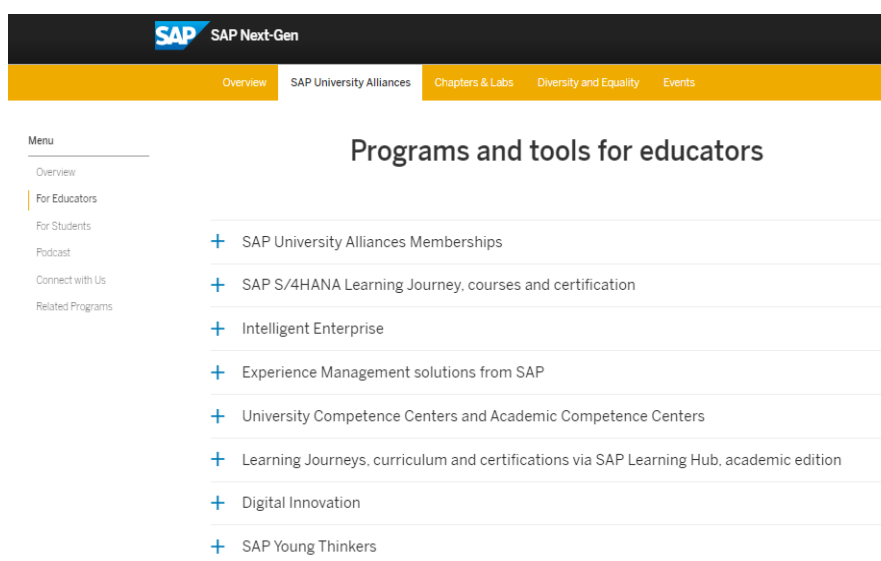 SAP SAP Next-Gen
Overview SAP University Alliances Chapters & Labs Diversity and Equality Events
Menu
Overview
For Educators
For Students
Podcast
Connect with Us
Related Programs
Programs and tools for educators
+ SAP University Alliances Memberships
+ SAP S/4HANA Learning Journey, courses and certification
+ Intelligent Enterprise
+ Experience Management solutions from SAP
+ University Competence Centers and Academic Competence Centers
+ Learning Journeys, curriculum and certifications via SAP Learning Hub, academic edition
+ Digital Innovation
+ SAP Young Thinkers